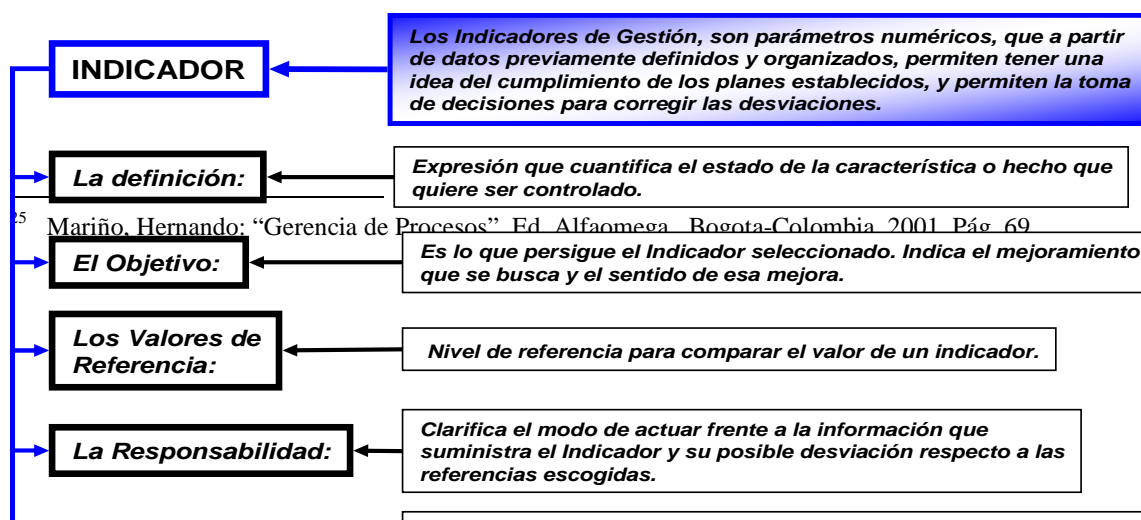 INDICADOR
Los Indicadores de Gestión, son parámetros numéricos, que a partir
de datos previamente definidos y organizados, permiten tener una
idea del cumplimiento de los planes establecidos, y permiten la toma
de decisiones para corregir las desviaciones.
La definición:
Expresión que cuantifica el estado de la característica o hecho que
quiere ser controlado.
25 Mariño, Hernando: “Gerencia de Procesos”. Ed. Alfaomega. Bogota-Colombia. 2001. Pág. 69
El Objetivo:
Es lo que persigue el Indicador seleccionado. Indica el mejoramiento
que se busca y el sentido de esa mejora.
Los Valores de
Referencia:
Nivel de referencia para comparar el valor de un indicador.
La Responsabilidad:
Clarifica el modo de actuar frente a la información que
suministra el Indicador y su posible desviación respecto a las
referencias escogidas.